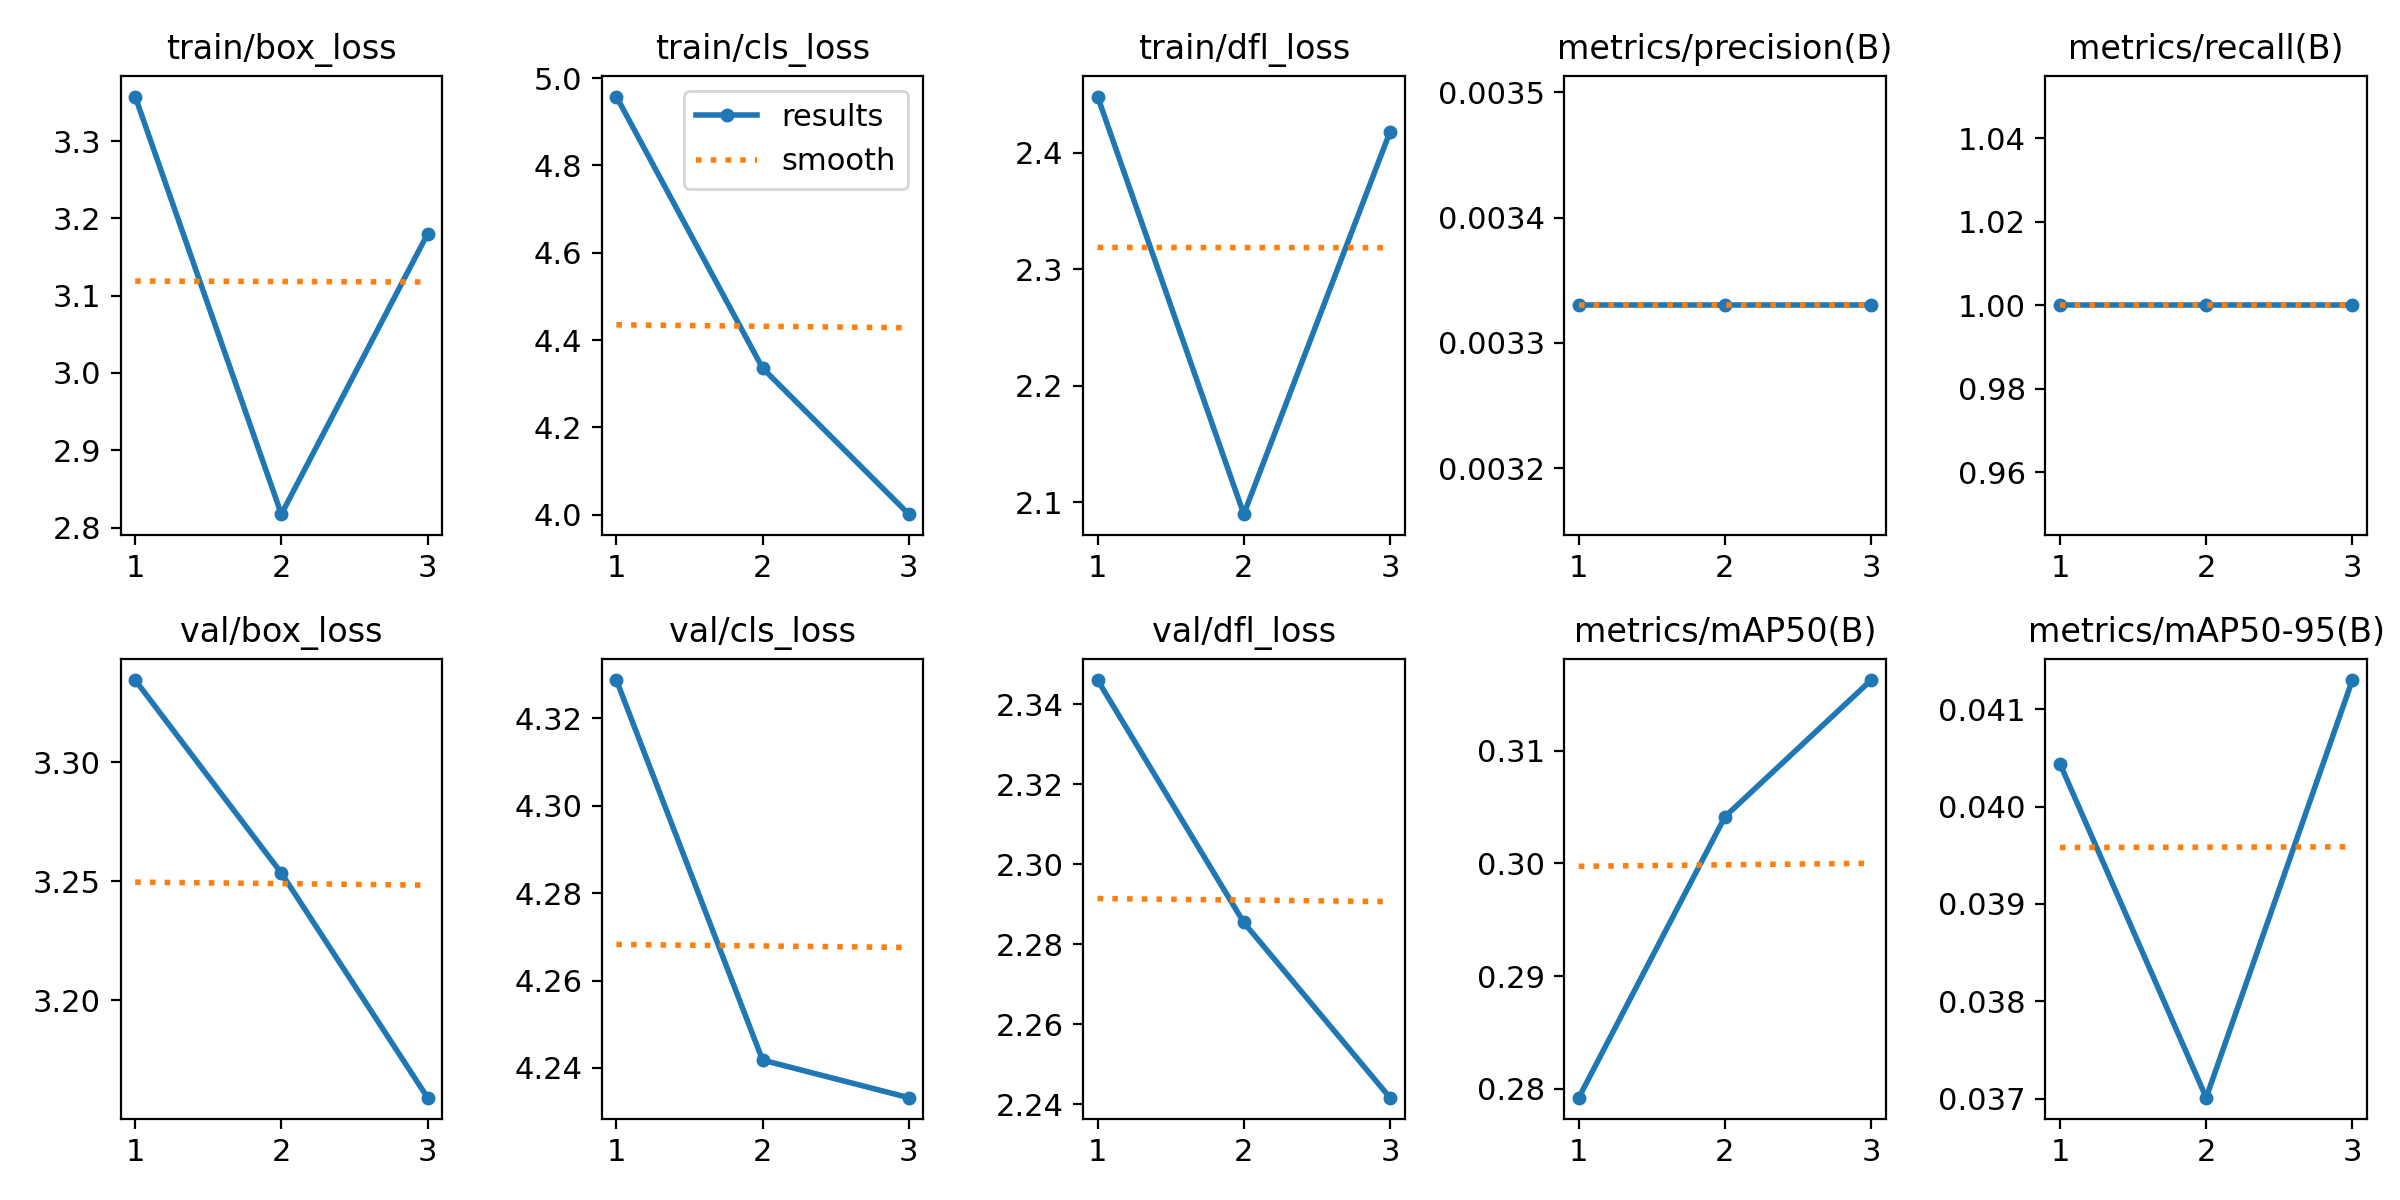 train/box_loss
3.3
3.2
3.1
3.0
2.9
2.8
1 2 3
train/cls_loss
results
smooth
5.0
4.8
4.6
4.4
4.2
4.0
1 2 3
train/dfl_loss
2.4
2.3
2.2
2.1
1 2 3
metrics/precision(B)
0.0035
0.0034
0.0033
0.0032
1 2 3
metrics/recall(B)
1.04
1.02
1.00
0.98
0.96
1 2 3
val/box_loss
3.30
3.25
3.20
1 2 3
val/cls_loss
4.32
4.30
4.28
4.26
4.24
1 2 3
val/dfl_loss
2.34
2.32
2.30
2.28
2.26
2.24
1 2 3
metrics/mAP50(B)
0.31
0.30
0.29
0.28
1 2 3
metrics/mAP50-95(B)
0.041
0.040
0.039
0.038
0.037
1 2 3